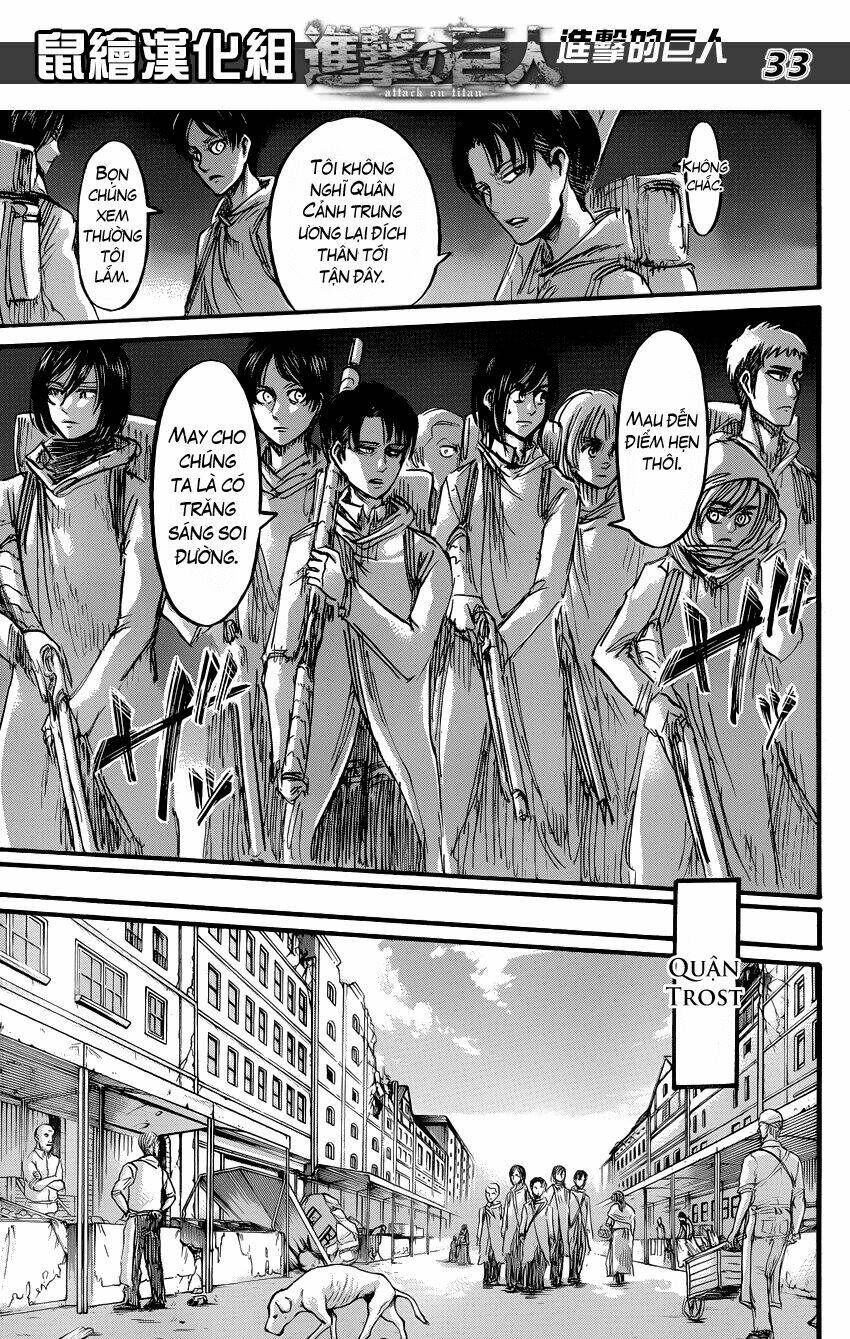 鼠繪漢化組
進撃の巨人
attack on titan
進撃的巨人
33
KHÔNG
CHẮC.
TÔI KHÔNG
NGHĨ QUÂN
CẢNH TRUNG
ƯƠNG LẠI ĐÍCH
THÂN TỚI
TẬN ĐÂY.
BỌN
CHÚNG
XEM
THƯỜNG
TÔI
LẮM.
MAU ĐẾN
ĐIỂM HẸN
THÔI.
MAY CHO
CHÚNG
TA LÀ CÓ
TRĂNG
SÁNG SOI
ĐƯỜNG.
QUẬN
TROST